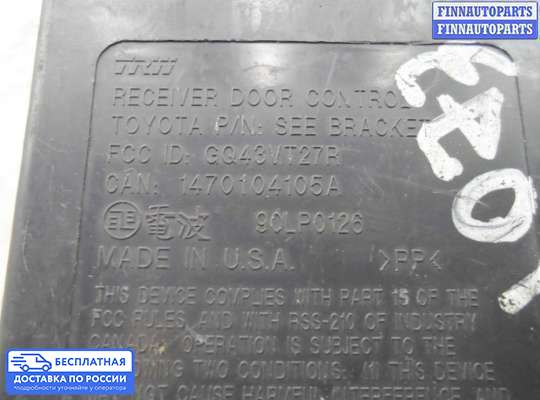 FINNAUTOPARTS
FINNAUTOPARTS
TRW
RECEIVER DOOR CONTROL
TOYOTA P/N: SEE BRACKET
FCC ID: GQ43VT27R
CAN: 1470104105A
電波 90LP0126
MADE IN U.S.A. >PP<
THIS DEVICE COMPLIES WITH PART 15 OF THE
FCC RULES, AND WITH RSS-210 OF INDUSTRY
CANADA. OPERATION IS SUBJECT TO THE
TWO CONDITIONS: (1) THIS DEVICE
NOT CAUSE HARMFUL INTERFERENCE, AND
БЕСПЛАТНАЯ
ДОСТАВКА ПО РОССИИ